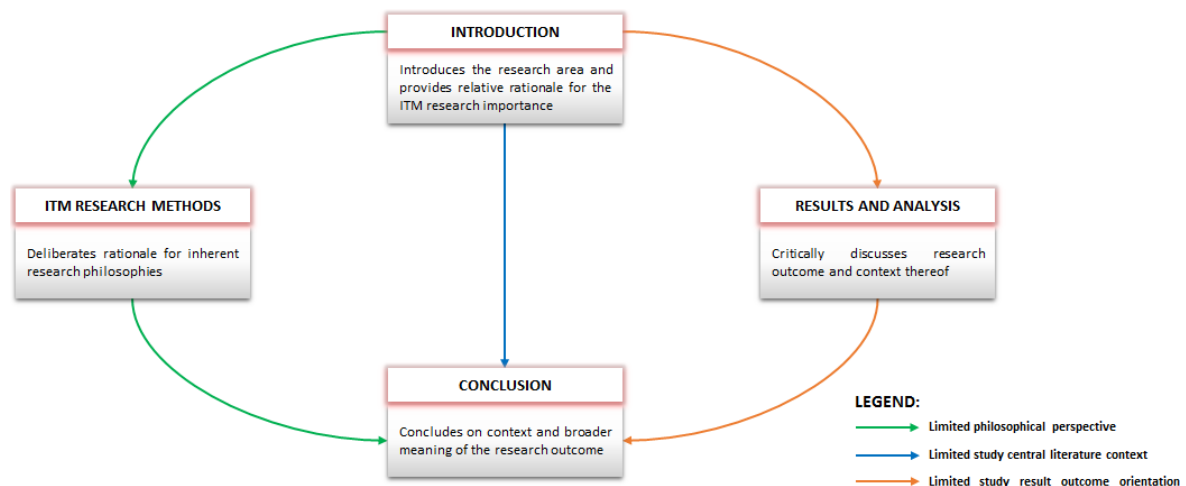 INTRODUCTION
Introduces the research area and
provides relative rationale for the
ITM research importance
ITM RESEARCH METHODS
Deliberates rationale for inherent
research philosophies
RESULTS AND ANALYSIS
Critically discusses research
outcome and context thereof
CONCLUSION
Concludes on context and broader
meaning of the research outcome
LEGEND:
Limited philosophical perspective
Limited study central literature context
Limited study result outcome orientation